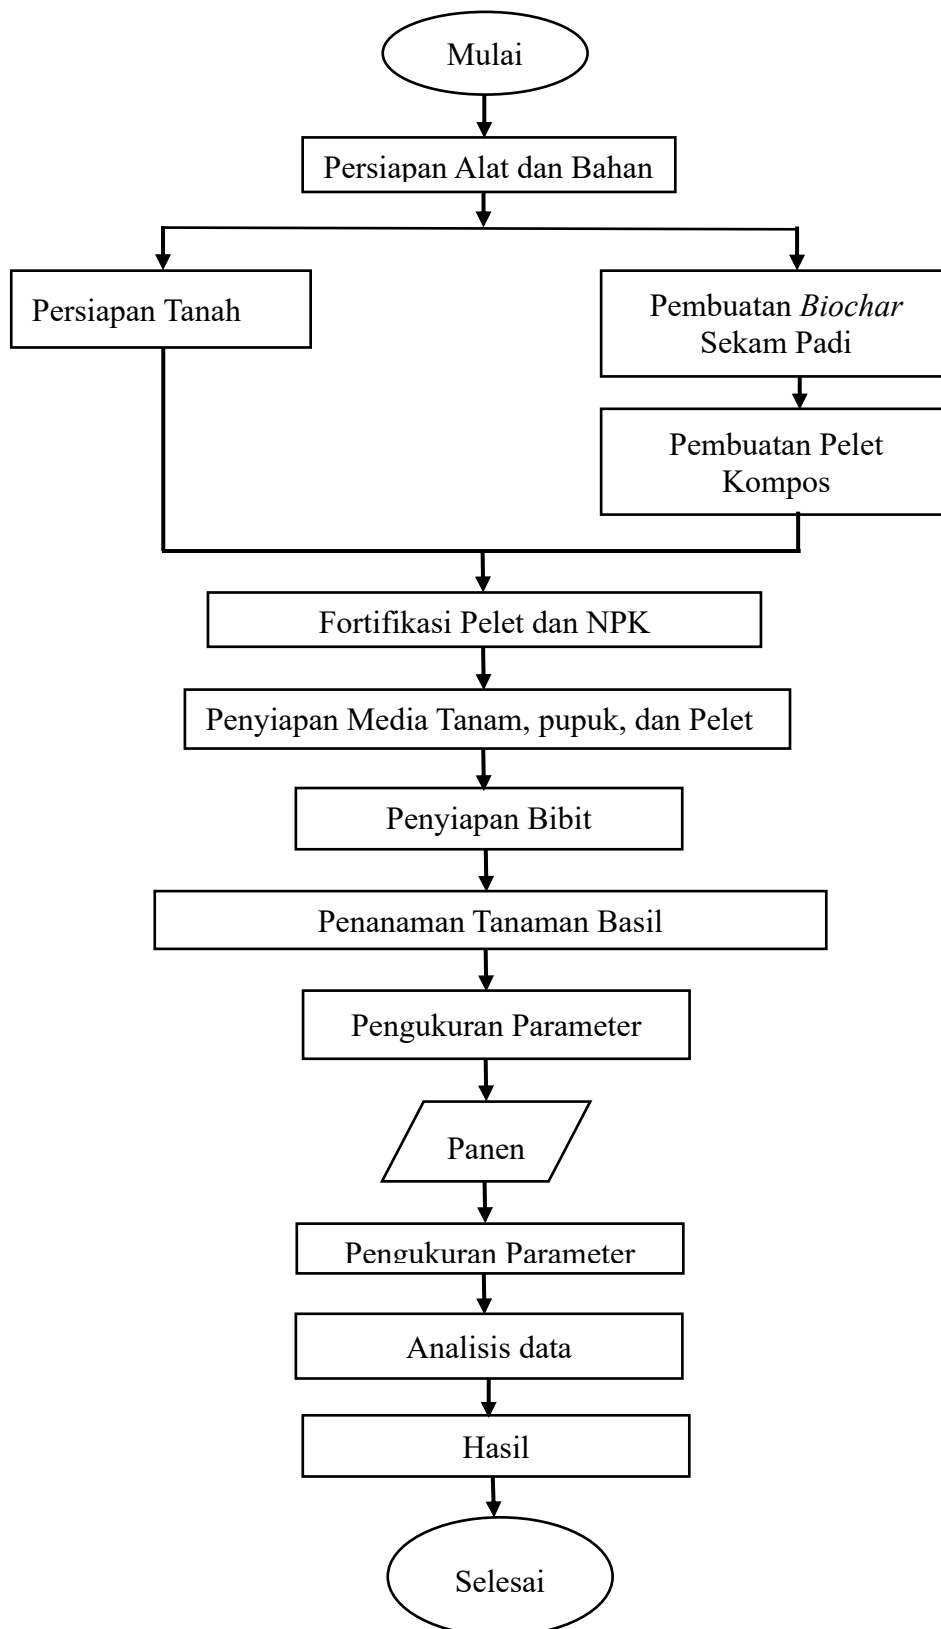 Mulai
Persiapan Alat dan Bahan
Persiapan Tanah
Pembuatan Biochar
Sekam Padi
Pembuatan Pelet
Kompos
Fortifikasi Pelet dan NPK
Penyiapan Media Tanam, pupuk, dan Pelet
Penyiapan Bibit
Penanaman Tanaman Basil
Pengukuran Parameter
Panen
Pengukuran Parameter
Analisis data
Hasil
Selesai